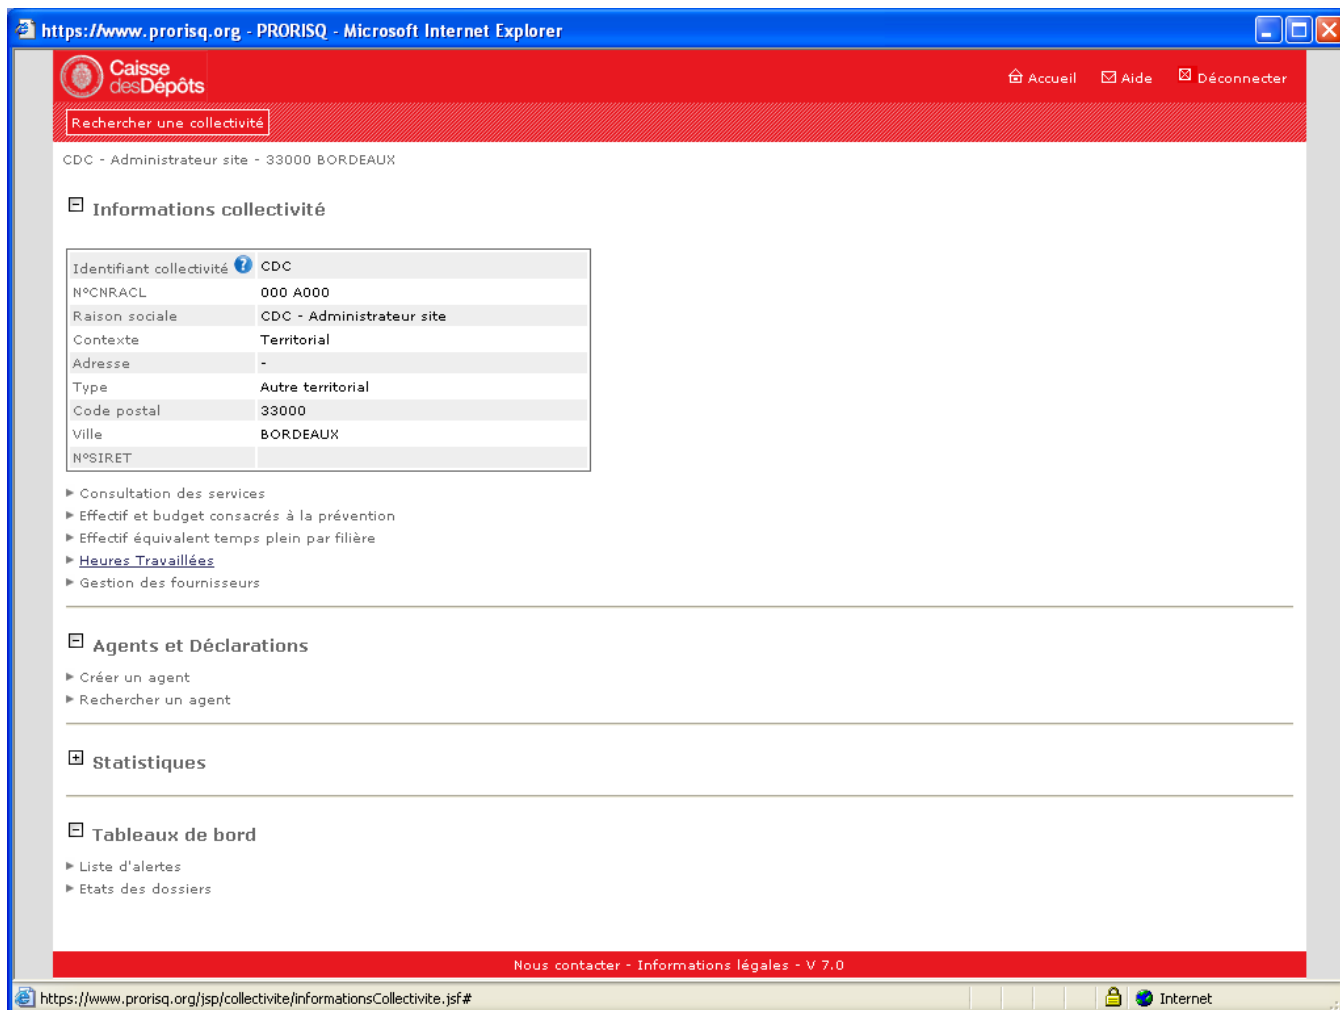 https://www.prorisq.org - PRORISQ - Microsoft Internet Explorer
Caisse
desDépôts
Accueil Aide Déconnecter
Rechercher une collectivité
CDC - Administrateur site - 33000 BORDEAUX
Informations collectivité
Identifiant collectivité ? CDC
N°CNRACL 000 A000
Raison sociale CDC - Administrateur site
Contexte Territorial
Adresse -
Type Autre territorial
Code postal 33000
Ville BORDEAUX
N°SIRET
Consultation des services
Effectif et budget consacrés à la prévention
Effectif équivalent temps plein par filière
Heures Travaillées
Gestion des fournisseurs
Agents et Déclarations
Créer un agent
Rechercher un agent
Statistiques
Tableaux de bord
Liste d'alertes
Etats des dossiers
Nous contacter - Informations légales - V 7.0
https://www.prorisq.org/jsp/collectivite/informationsCollectivite.jsf# Internet